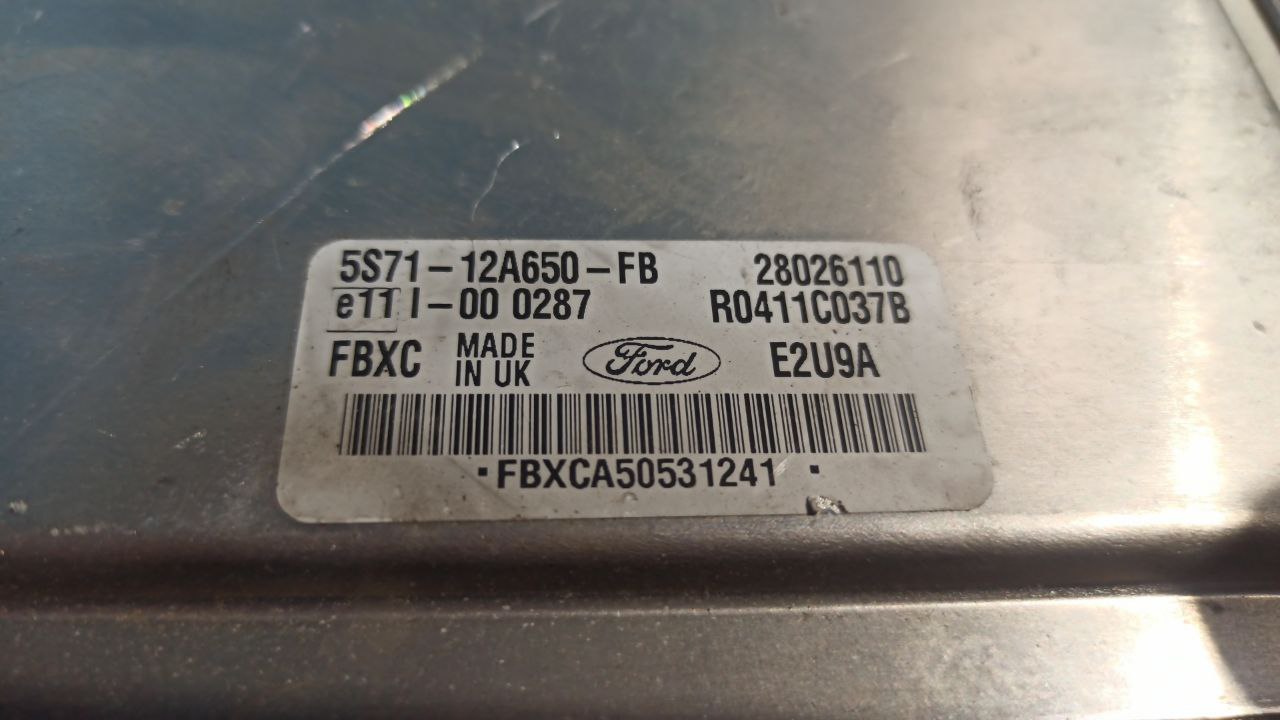 5S71-12A650-FB 28026110
e11 I-00 0287 R0411C037B
FBXC MADE IN UK Ford E2U9A
FBXCA50531241